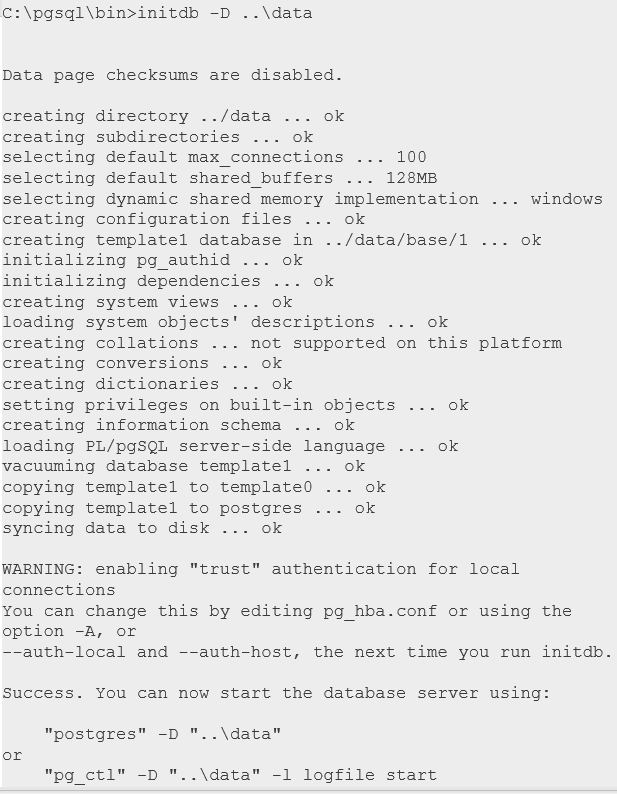 C:\pgsql\bin>initdb -D ..\data
Data page checksums are disabled.
creating directory ../data ... ok
creating subdirectories ... ok
selecting default max_connections ... 100
selecting default shared_buffers ... 128MB
selecting dynamic shared memory implementation ... windows
creating configuration files ... ok
creating template1 database in ../data/base/1 ... ok
initializing pg_authid ... ok
initializing dependencies ... ok
creating system views ... ok
loading system objects' descriptions ... ok
creating collations ... not supported on this platform
creating conversions ... ok
creating dictionaries ... ok
setting privileges on built-in objects ... ok
creating information schema ... ok
loading PL/pgSQL server-side language ... ok
vacuuming database template1 ... ok
copying template1 to template0 ... ok
copying template1 to postgres ... ok
syncing data to disk ... ok
WARNING: enabling "trust" authentication for local
connections
You can change this by editing pg_hba.conf or using the
option -A, or
--auth-local and --auth-host, the next time you run initdb.
Success. You can now start the database server using:
"postgres" -D "..\data"
or
"pg_ctl" -D "..\data" -l logfile start